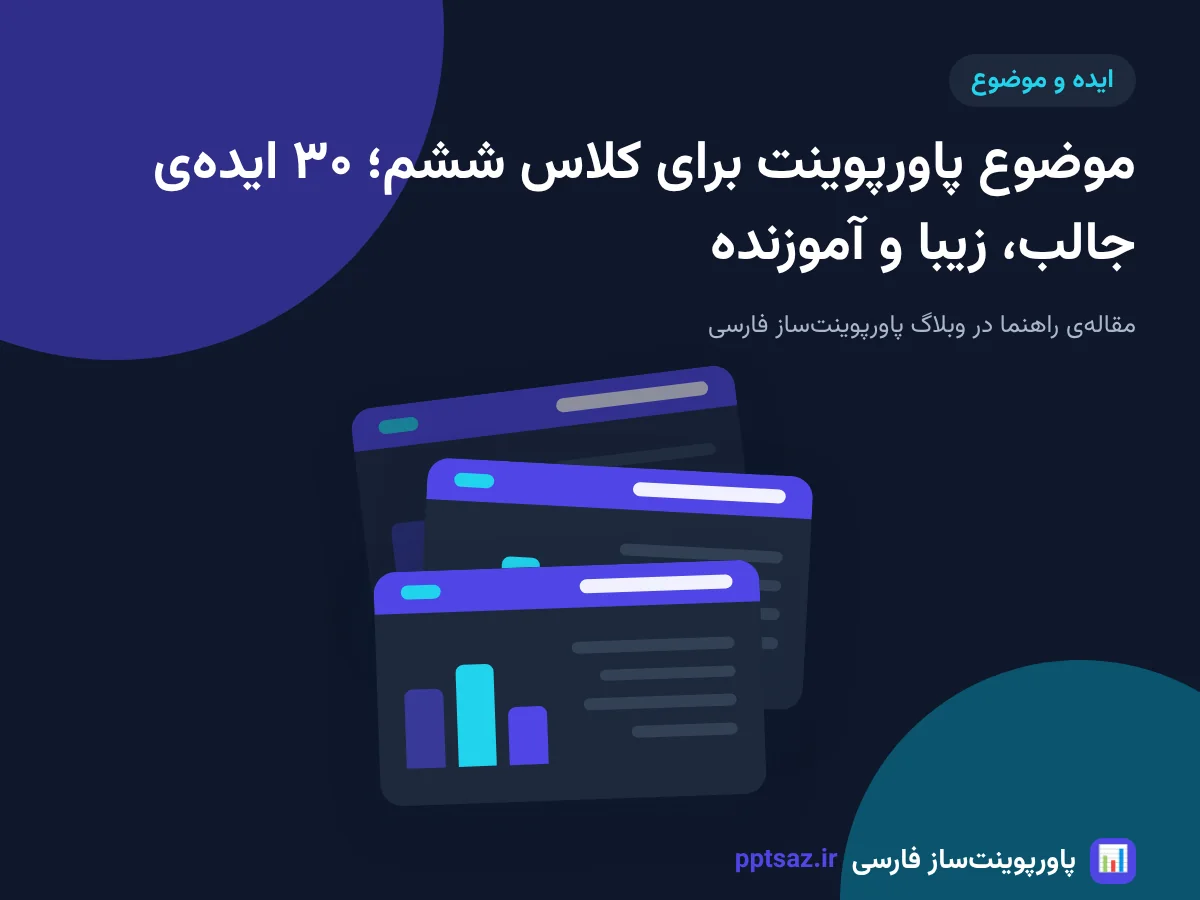 ایده و موضوع
موضوع پاورپوینت برای کلاس ششم؛ ۳۰ ایده‌ی
جالب، زیبا و آموزنده
مقاله‌ی راهنما در وبلاگ پاورپوینت‌ساز فارسی
پاورپوینت‌ساز فارسی pptsaz.ir